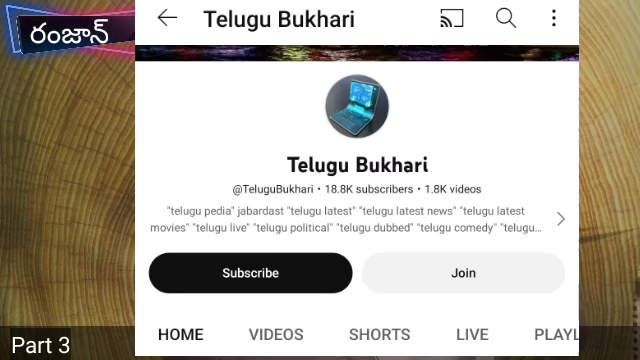 రంజాన్
Telugu Bukhari
Telugu Bukhari
@TeluguBukhari • 18.8K subscribers • 1.8K videos
"telugu pedia" jabardast "telugu latest" "telugu latest news" "telugu latest
movies" "telugu live" "telugu political" "telugu dubbed" "telugu comedy" "telugu...
Subscribe Join
HOME VIDEOS SHORTS LIVE PLAYL
Part 3